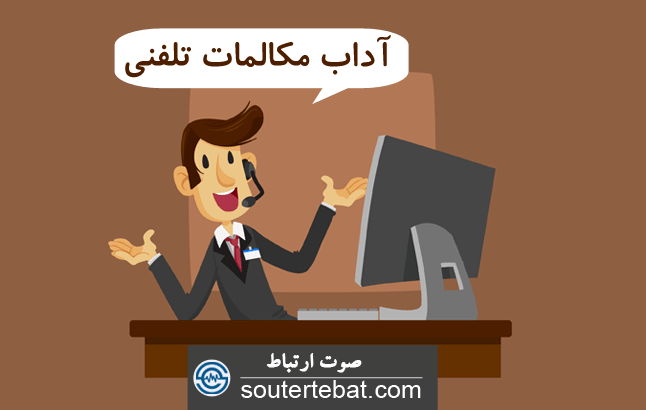 آداب مکالمات تلفنی
صوت ارتباط
soutertebat.com